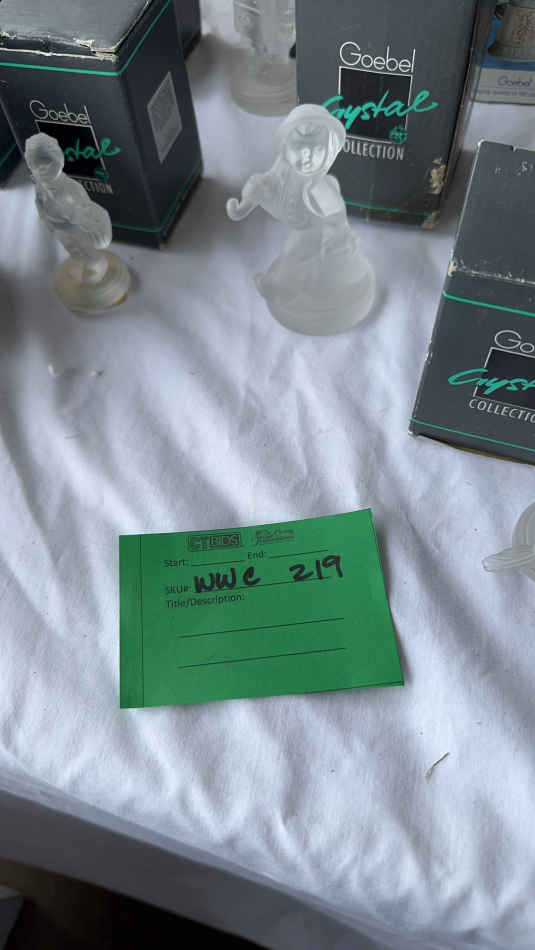 Goebel
Crystal
COLLECTION
Goebel
Crystal
COLLECTION
Goebel
Crystal
COLLECTION
CTBIDS
Start: End:
SKU#: WWC 219
Title/Description: